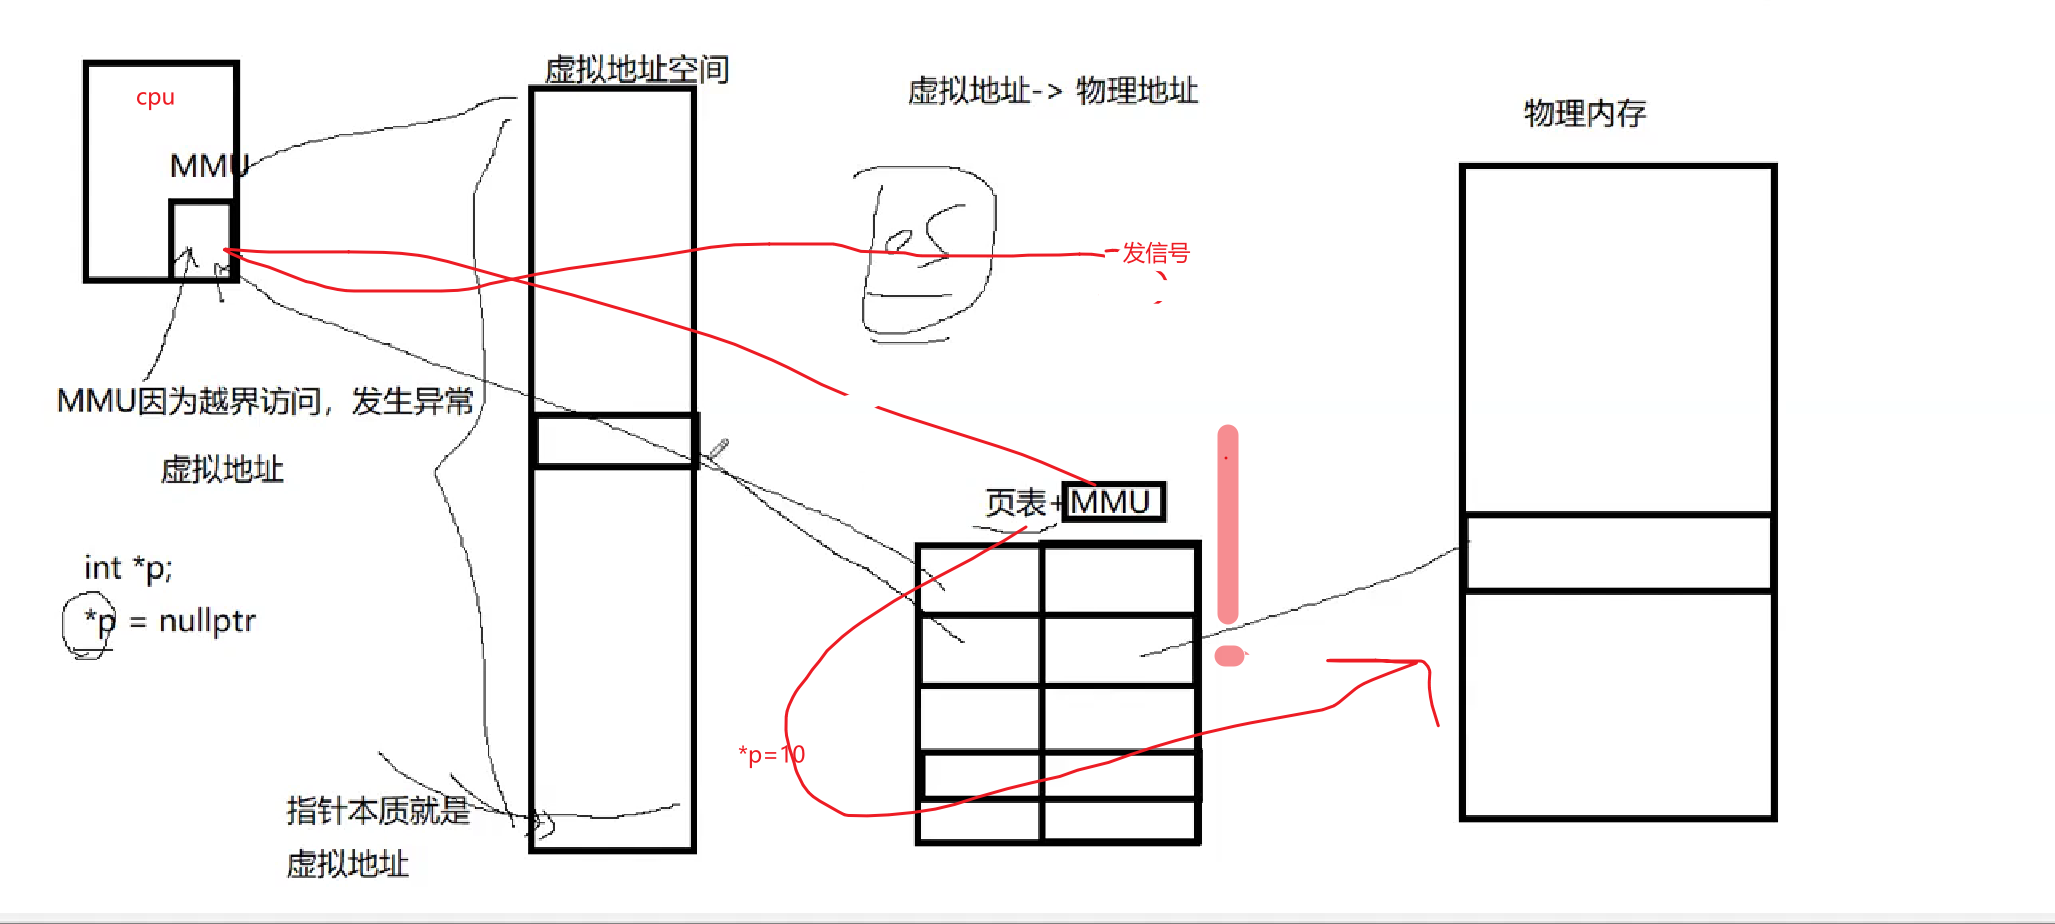 cpu
MMU
虚拟地址空间
虚拟地址-> 物理地址
物理内存
发信号
MMU因为越界访问，发生异常
虚拟地址
页表+MMU
int *p;
*p = nullptr
*p=10
指针本质就是
虚拟地址